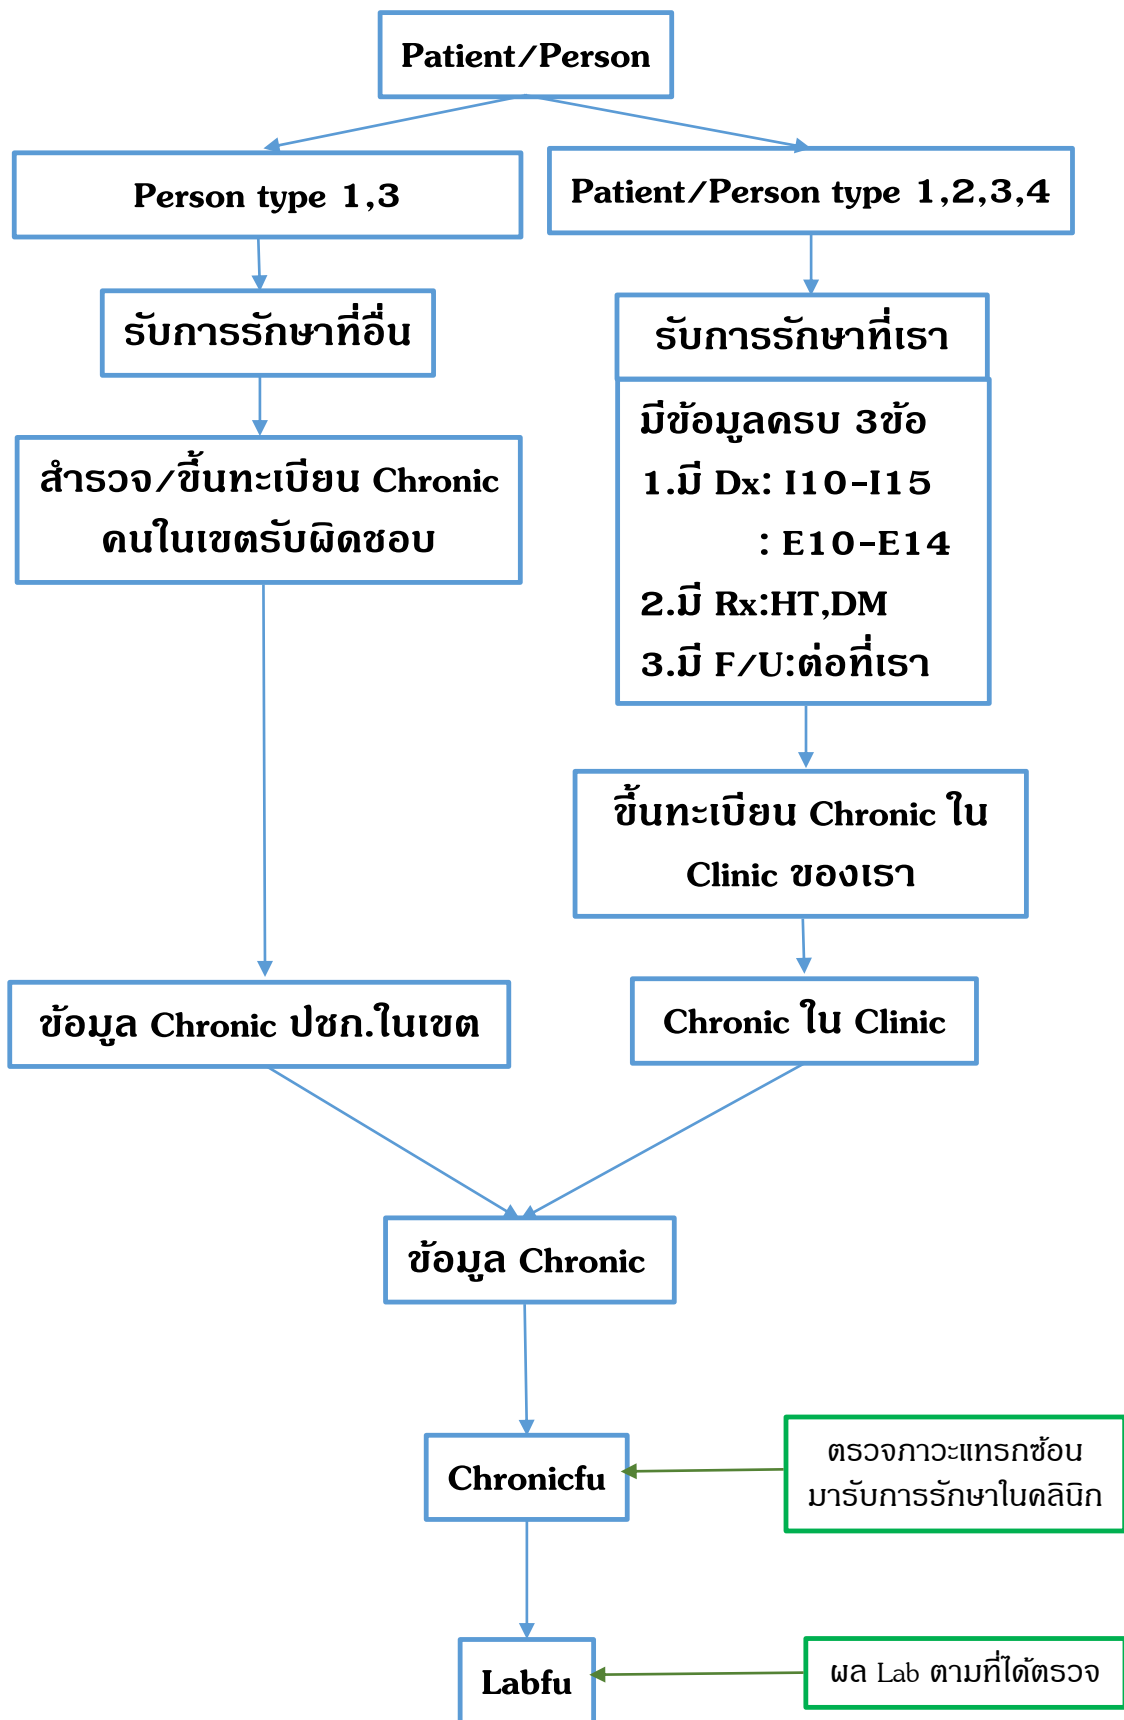 Patient/Person
Person type 1,3
Patient/Person type 1,2,3,4
รับการรักษาที่อื่น
รับการรักษาที่เรา
มีข้อมูลครบ 3ข้อ
1.มี Dx: I10-I15
: E10-E14
2.มี Rx:HT,DM
3.มี F/U:ต่อที่เรา
สำรวจ/ขึ้นทะเบียน Chronic
คนในเขตรับผิดชอบ
ขึ้นทะเบียน Chronic ใน
Clinic ของเรา
ข้อมูล Chronic ปชก.ในเขต
Chronic ใน Clinic
ข้อมูล Chronic
Chronicfu
ตรวจภาวะแทรกซ้อน
มารับการรักษาในคลินิก
Labfu
ผล Lab ตามที่ได้ตรวจ